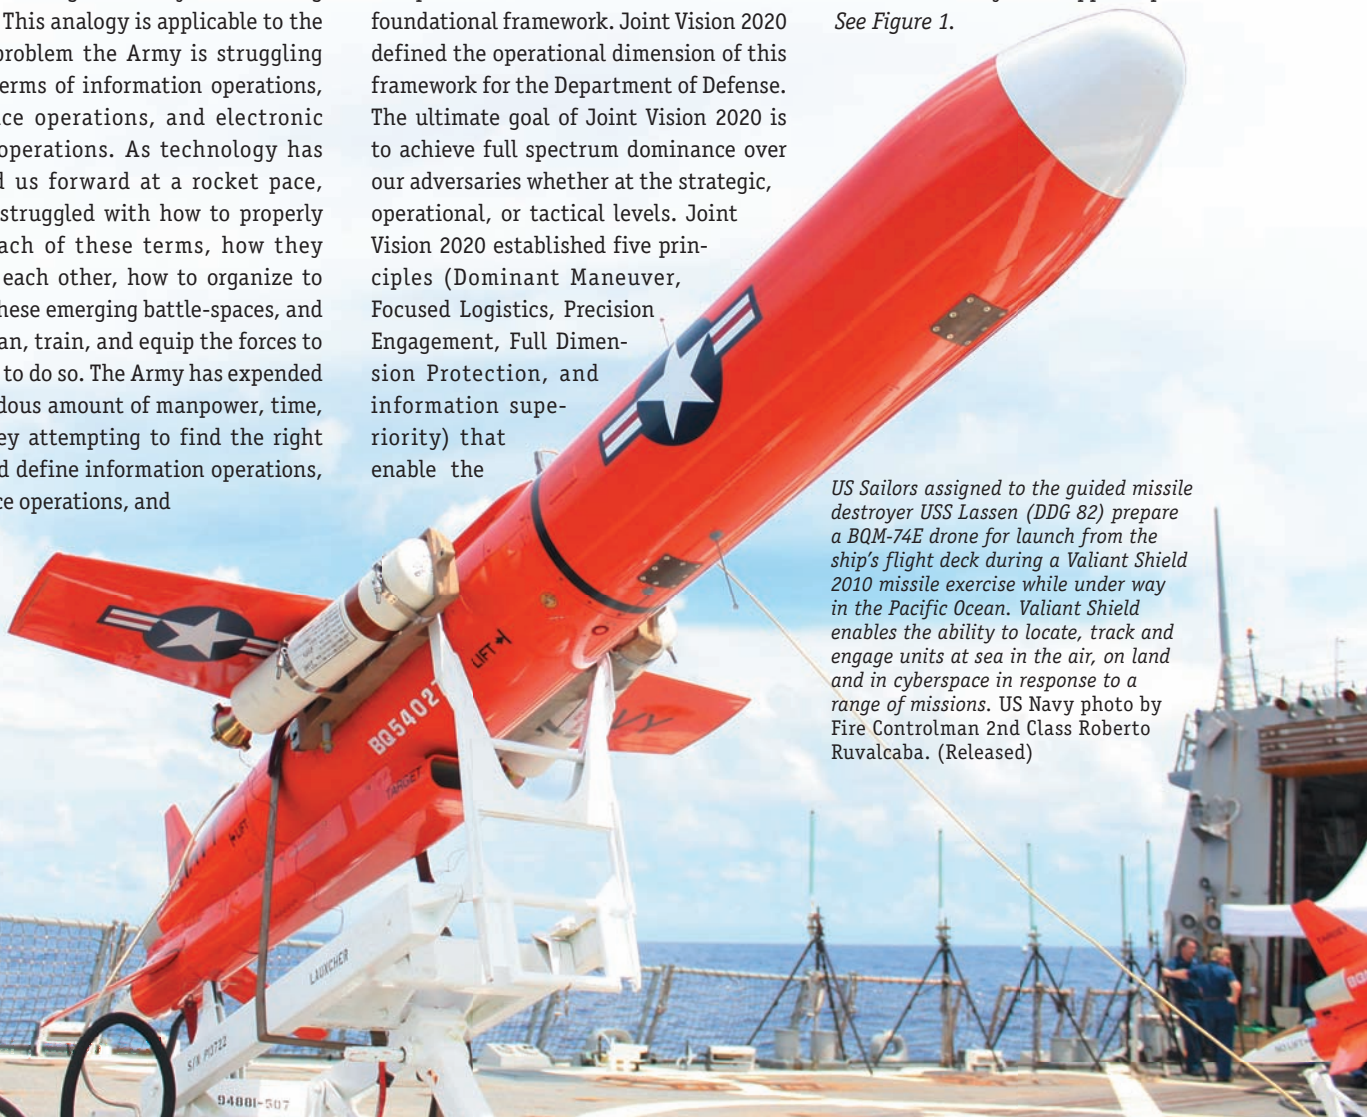 This analogy is applicable to the
problem the Army is struggling
terms of information operations,
operations, and electronic
operations. As technology has
us forward at a rocket pace,
struggled with how to properly
each of these terms, how they
each other, how to organize to
these emerging battle-spaces, and
train, and equip the forces to
to do so. The Army has expended
amount of manpower, time,
attempting to find the right
define information operations,
operations, and
foundational framework. Joint Vision 2020
defined the operational dimension of this
framework for the Department of Defense.
The ultimate goal of Joint Vision 2020 is
to achieve full spectrum dominance over
our adversaries whether at the strategic,
operational, or tactical levels. Joint
Vision 2020 established five prin-
ciples (Dominant Maneuver,
Focused Logistics, Precision
Engagement, Full Dimen-
sion Protection, and
information supe-
riority) that
enable the
See Figure 1.
US Sailors assigned to the guided missile
destroyer USS Lassen (DDG 82) prepare
a BQM-74E drone for launch from the
ship's flight deck during a Valiant Shield
2010 missile exercise while under way
in the Pacific Ocean. Valiant Shield
enables the ability to locate, track and
engage units at sea in the air, on land
and in cyberspace in response to a
range of missions. US Navy photo by
Fire Controlman 2nd Class Roberto
Ruvalcaba. (Released)
LIFT
BQ54027
TARGET
LIFT
LAUNCHER
S/N P13722
94881-507
TARGET